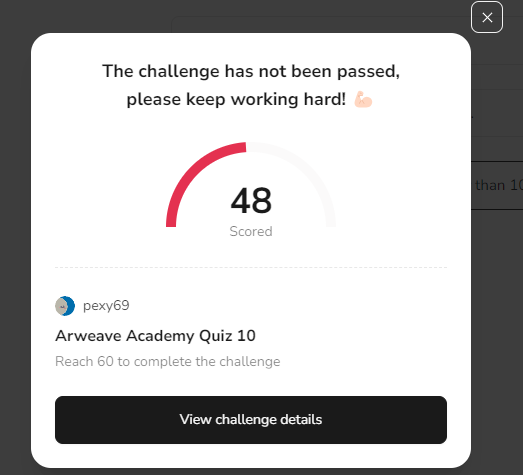 The challenge has not been passed,
please keep working hard! 💪🏻
than 10
48
Scored
pexy69
Arweave Academy Quiz 10
Reach 60 to complete the challenge
View challenge details